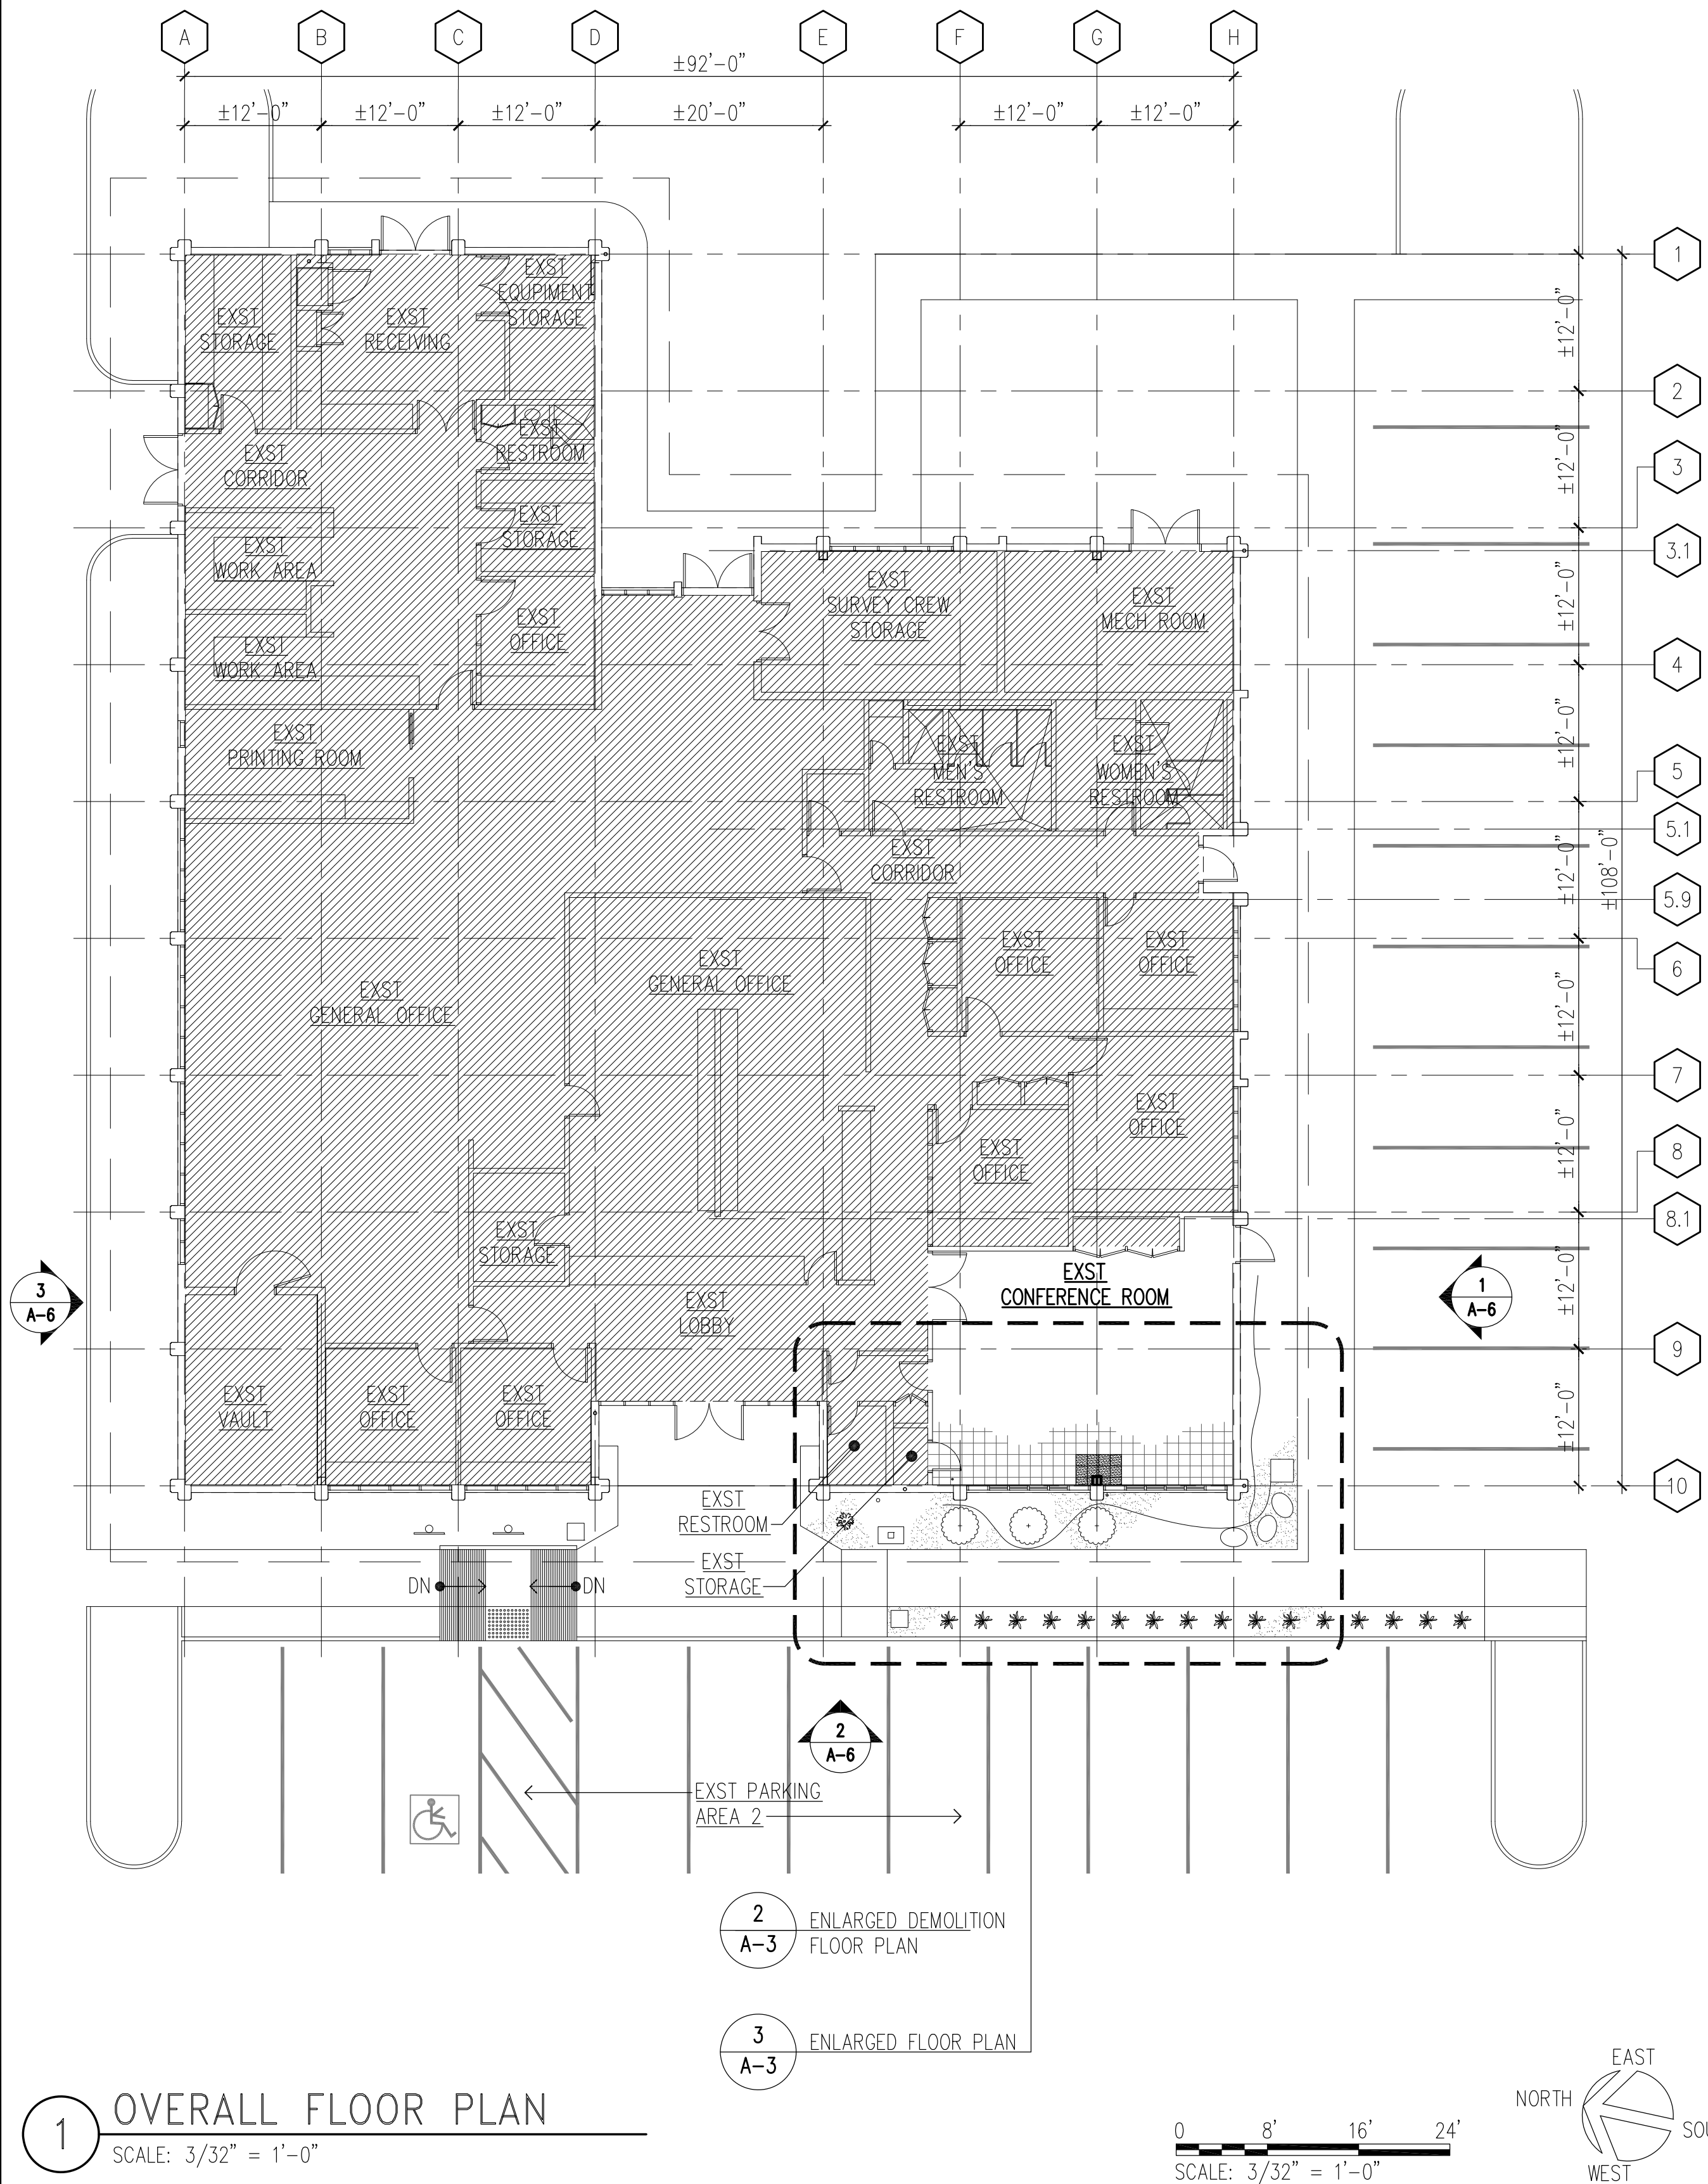 A
B
C
D
E
F
G
H
±92'-0"
±12'-0"
±12'-0"
±12'-0"
±20'-0"
±12'-0"
±12'-0"
1
2
3
3.1
4
5
5.1
5.9
6
7
8
8.1
9
10
±12'-0"
±12'-0"
±12'-0"
±12'-0"
±12'-0"
±12'-0"
±12'-0"
±12'-0"
±12'-0"
±108'-0"
EXST
STORAGE
EXST
RECEIVING
EXST
EQUPIMENT
STORAGE
EXST
CORRIDOR
EXST
RESTROOM
EXST
STORAGE
EXST
WORK AREA
EXST
WORK AREA
EXST
OFFICE
EXST
SURVEY CREW
STORAGE
EXST
MECH ROOM
EXST
PRINTING ROOM
EXST
MEN'S
RESTROOM
EXST
WOMEN'S
RESTROOM
EXST
CORRIDOR
EXST
GENERAL OFFICE
EXST
GENERAL OFFICE
EXST
OFFICE
EXST
OFFICE
EXST
OFFICE
EXST
OFFICE
EXST
STORAGE
EXST
CONFERENCE ROOM
EXST
LOBBY
EXST
VAULT
EXST
OFFICE
EXST
OFFICE
3
A-6
1
A-6
EXST
RESTROOM
EXST
STORAGE
DN
DN
2
A-6
EXST PARKING
AREA 2
2
A-3
ENLARGED DEMOLITION
FLOOR PLAN
3
A-3
ENLARGED FLOOR PLAN
1
OVERALL FLOOR PLAN
SCALE: 3/32" = 1'-0"
0 8' 16' 24'
SCALE: 3/32" = 1'-0"
EAST
NORTH
SOU
WEST